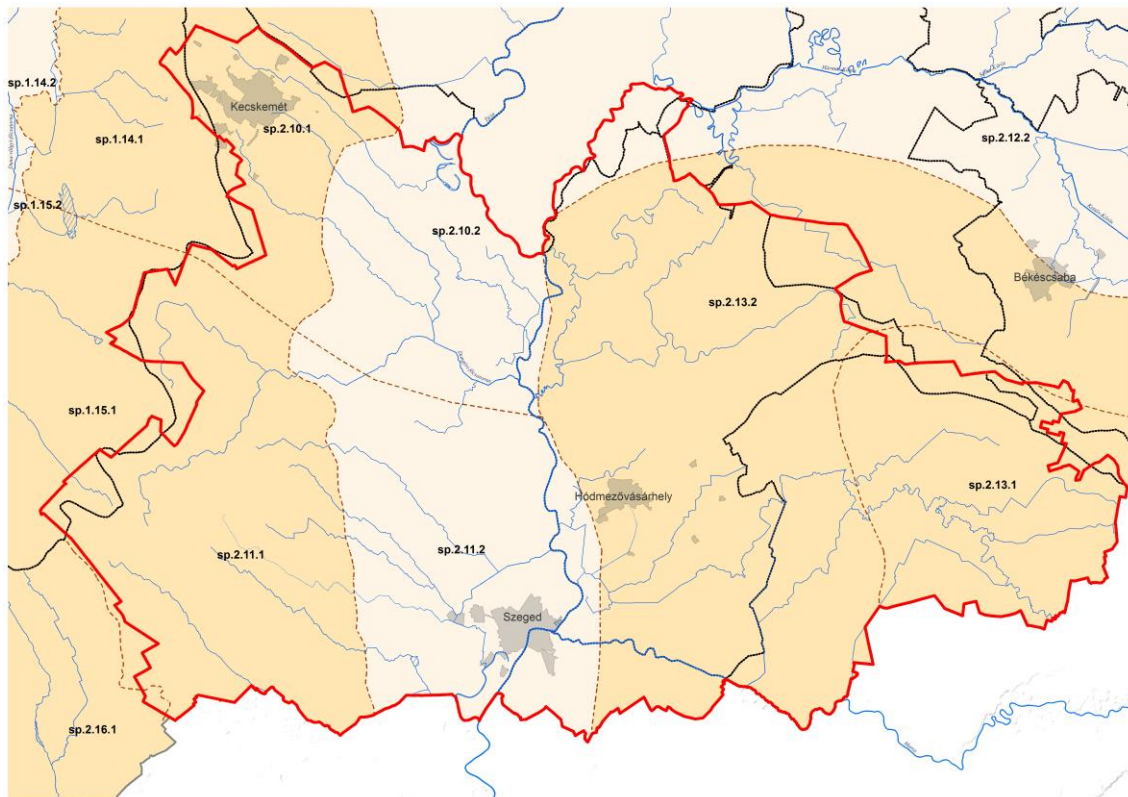 sp.1.14.2
Kecskemét
sp.1.14.1
sp.2.10.1
sp.2.12.2
sp.1.15.2
sp.2.10.2
Békéscsaba
sp.2.13.2
sp.1.15.1
sp.2.13.1
Hódmezővásárhely
sp.2.11.1
sp.2.11.2
Szeged
sp.2.16.1